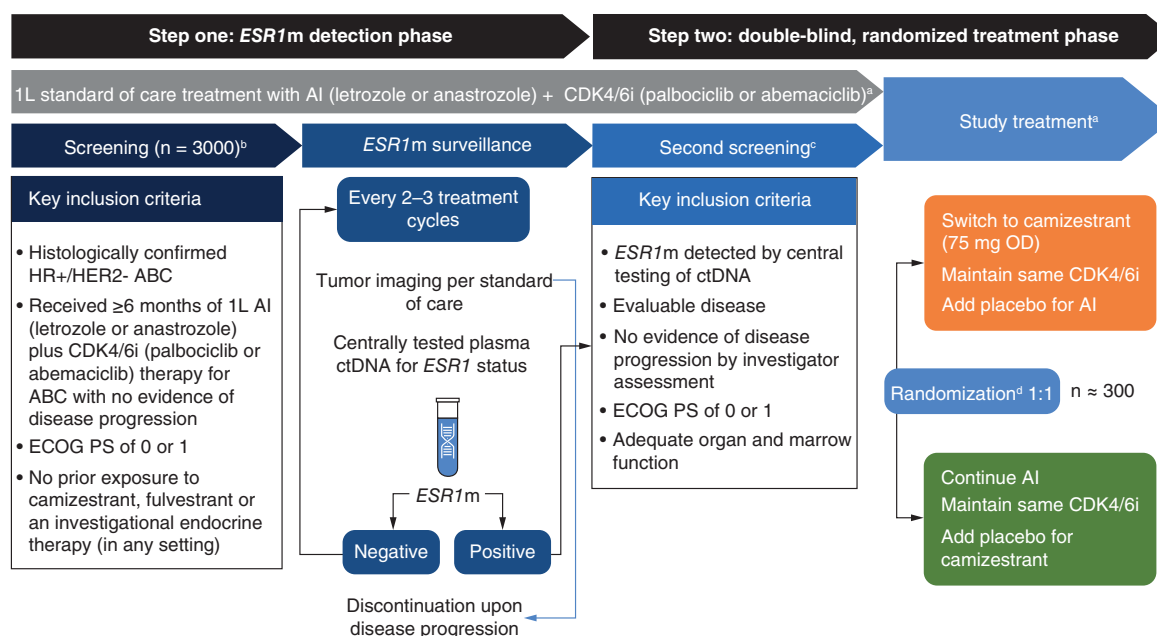 Step one: ESR1m detection phase
Step two: double-blind, randomized treatment phase
1L standard of care treatment with AI (letrozole or anastrozole) + CDK4/6i (palbociclib or abemaciclib)a
Study treatmenta
Screening (n = 3000)b
ESR1m surveillance
Second screeningc
Key inclusion criteria
• Histologically confirmed
HR+/HER2- ABC
• Received ≥6 months of 1L AI
(letrozole or anastrozole)
plus CDK4/6i (palbociclib or
abemaciclib) therapy for
ABC with no evidence of
disease progression
• ECOG PS of 0 or 1
• No prior exposure to
camizestrant, fulvestrant or
an investigational endocrine
therapy (in any setting)
Every 2–3 treatment
cycles
Tumor imaging per standard
of care
Centrally tested plasma
ctDNA for ESR1 status
ESR1m
Negative
Positive
Discontinuation upon
disease progression
Key inclusion criteria
• ESR1m detected by central
testing of ctDNA
• Evaluable disease
• No evidence of disease
progression by investigator
assessment
• ECOG PS of 0 or 1
• Adequate organ and marrow
function
Switch to camizestrant
(75 mg OD)
Maintain same CDK4/6i
Add placebo for AI
Randomizationd 1:1
n ≈ 300
Continue AI
Maintain same CDK4/6i
Add placebo for
camizestrant